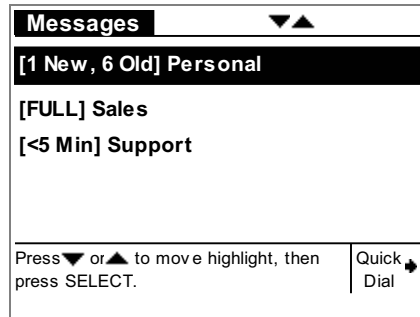 Messages ▼▲
[1 New, 6 Old] Personal
[FULL] Sales
[<5 Min] Support
Press▼ or▲ to move highlight, then
press SELECT.
Quick
Dial